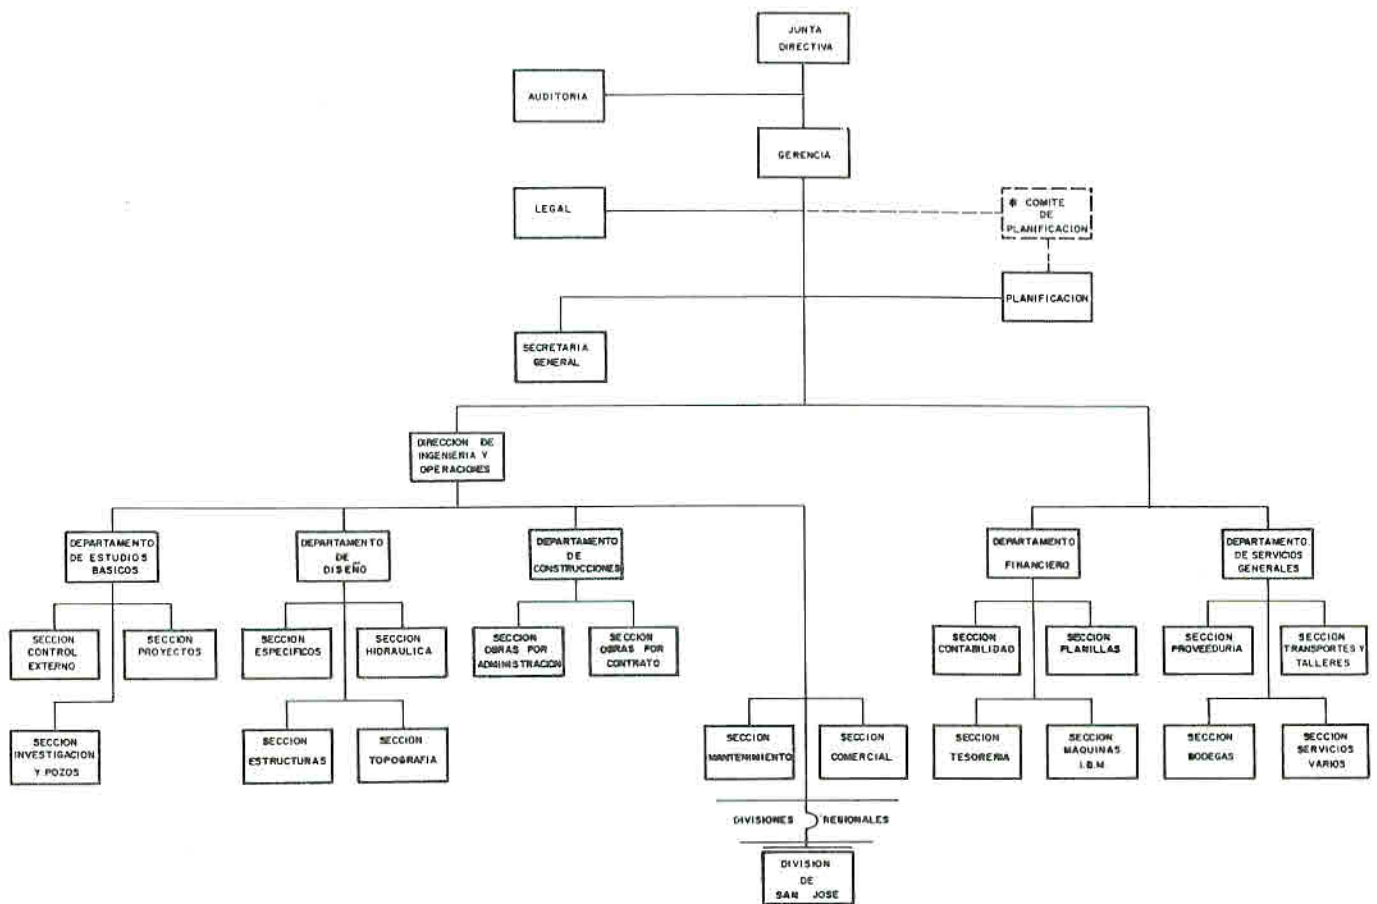 JUNTA
DIRECTIVA
AUDITORIA
GERENCIA
LEGAL
* COMITE
DE
PLANIFICACION
PLANIFICACION
SECRETARIA
GENERAL
DIRECCION DE
INGENIERIA Y
OPERACIONES
DEPARTAMENTO
DE ESTUDIOS
BASICOS
DEPARTAMENTO
DE
DISEÑO
DEPARTAMENTO
DE
CONSTRUCCIONES
DEPARTAMENTO
FINANCIERO
DEPARTAMENTO
DE SERVICIOS
GENERALES
SECCION
CONTROL
EXTERNO
SECCION
PROYECTOS
SECCION
ESPECIFICOS
SECCION
HIDRAULICA
SECCION
OBRAS POR
ADMINISTRACION
SECCION
OBRAS POR
CONTRATO
SECCION
CONTABILIDAD
SECCION
PLANILLAS
SECCION
PROVEEDURIA
SECCION
TRANSPORTES Y
TALLERES
SECCION
INVESTIGACION
Y POZOS
SECCION
ESTRUCTURAS
SECCION
TOPOGRAFIA
SECCION
MANTENIMIENTO
SECCION
COMERCIAL
SECCION
TESORERIA
SECCION
MAQUINAS
I.B.M
SECCION
BODEGAS
SECCION
SERVICIOS
VARIOS
DIVISIONES REGIONALES
DIVISION
DE
SAN JOSE